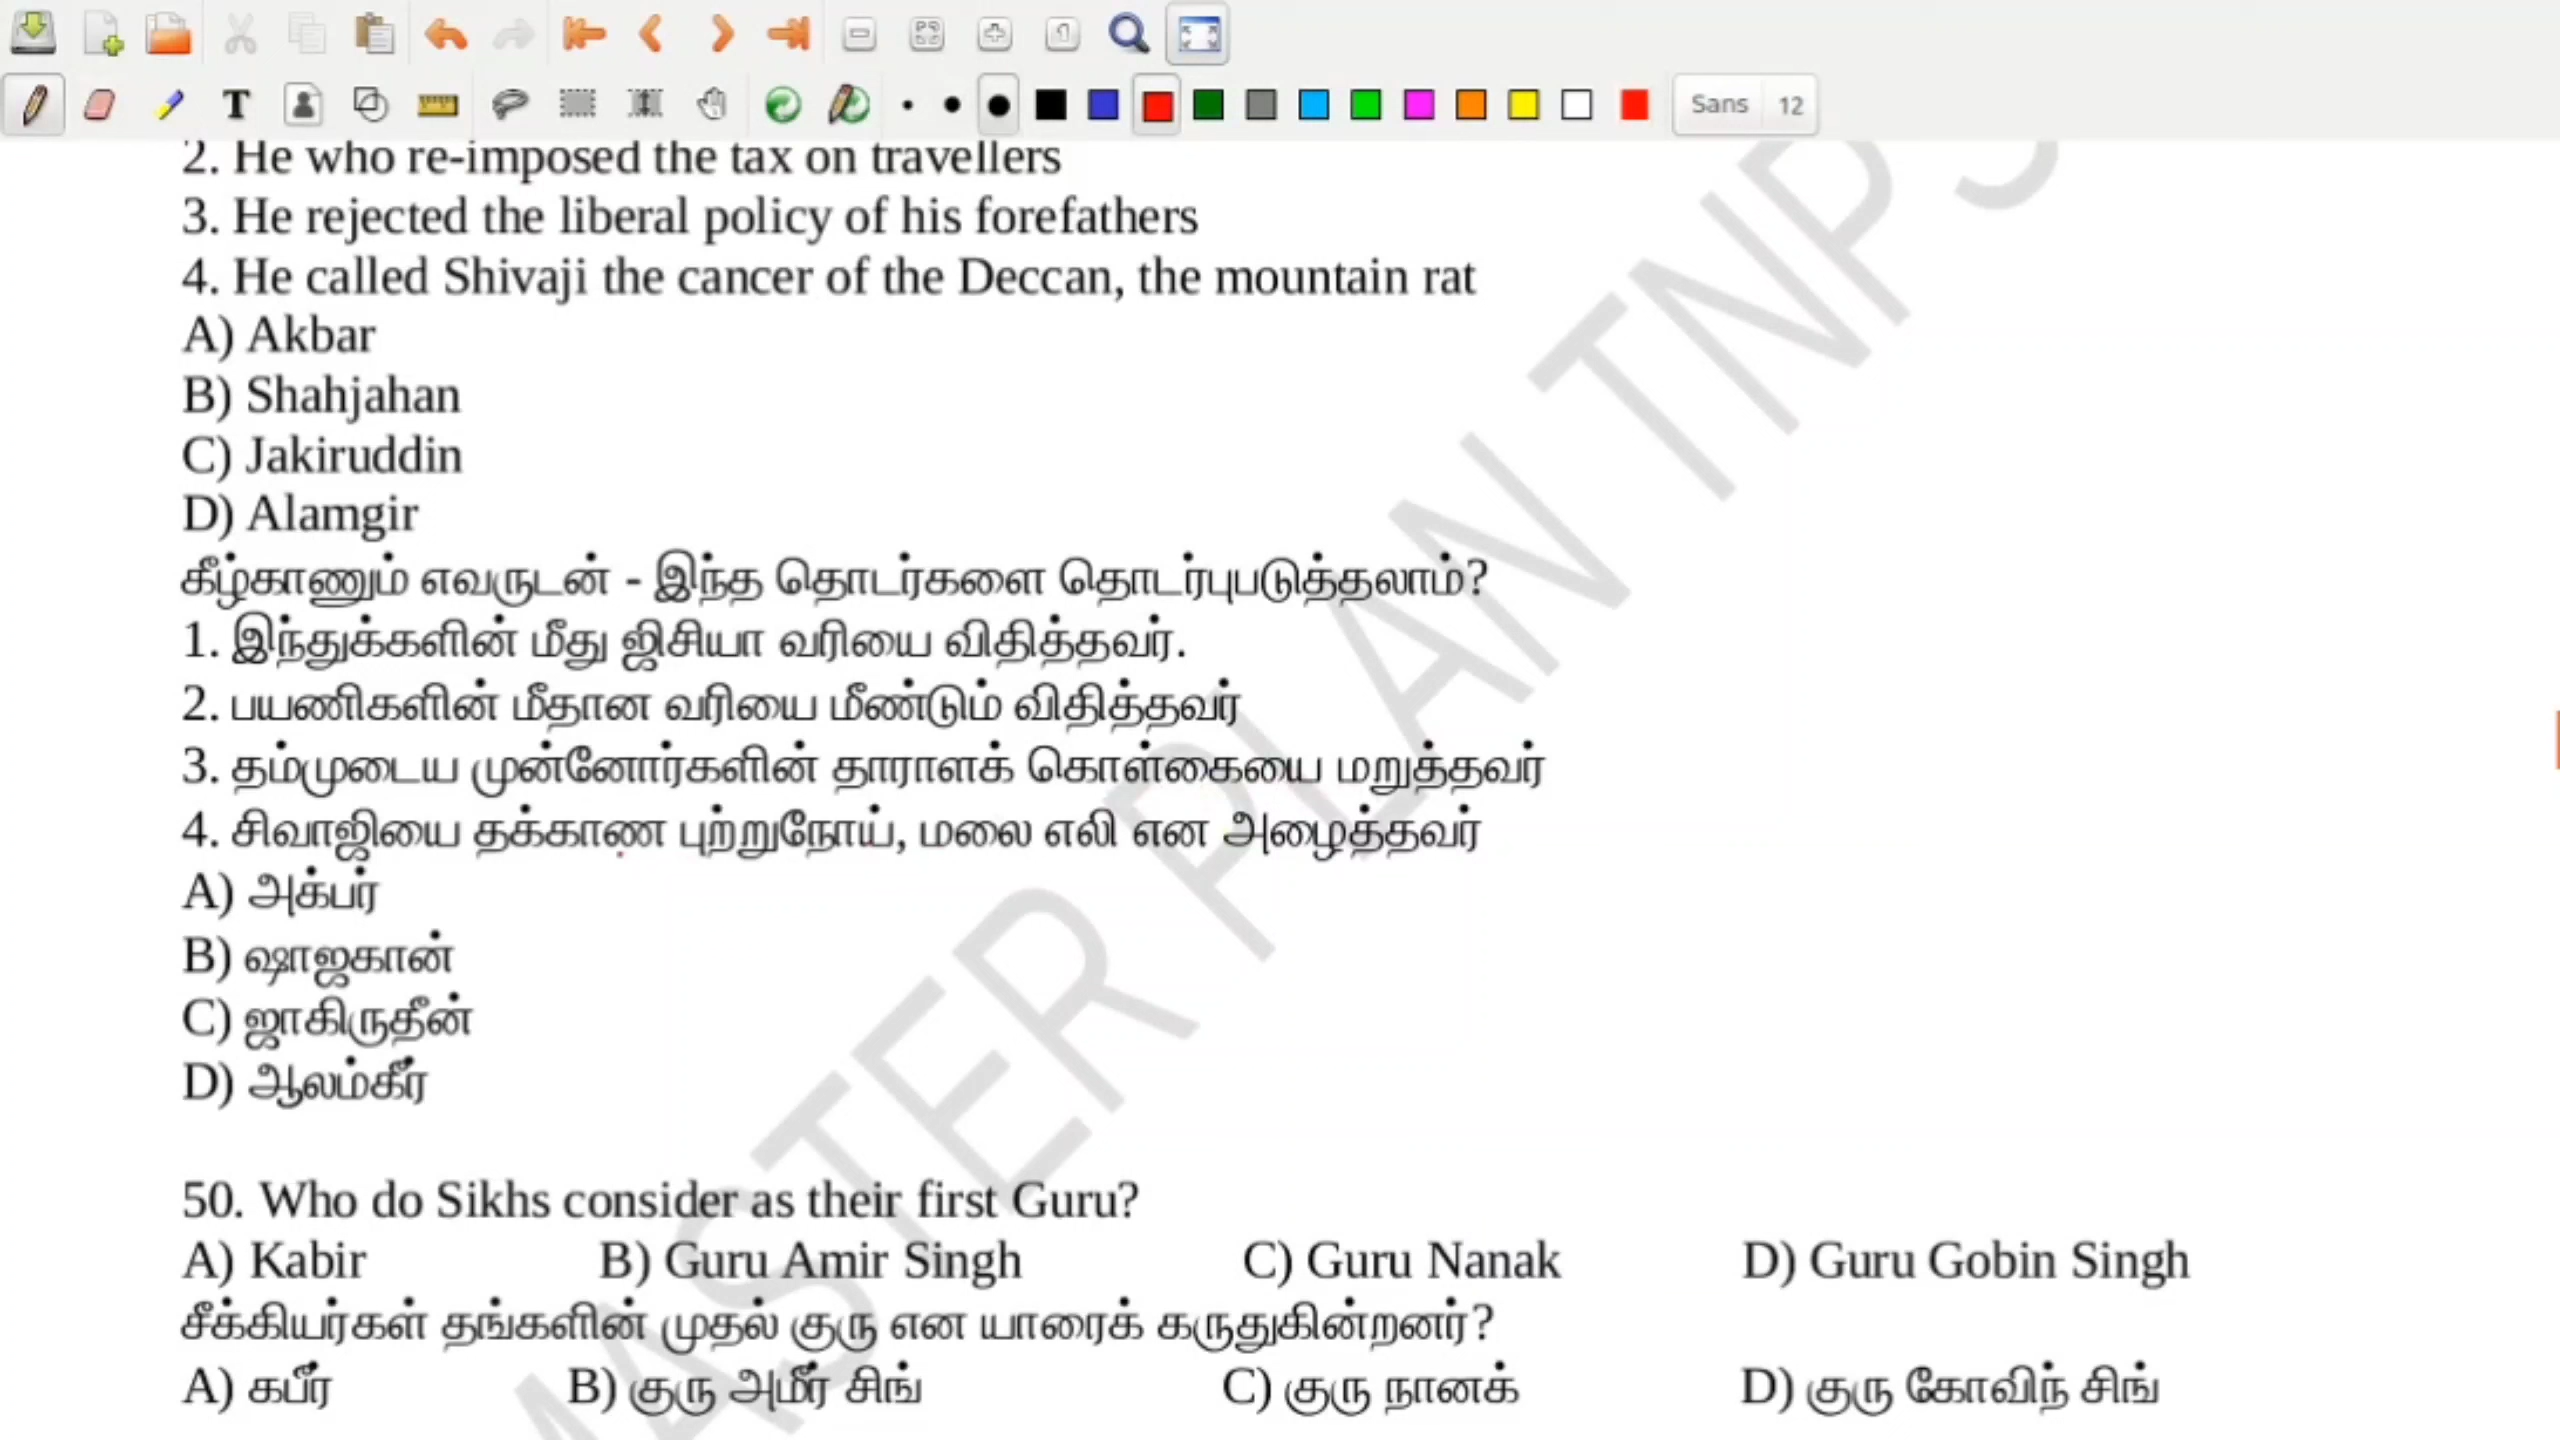 Sans 12
2. He who re-imposed the tax on travellers
3. He rejected the liberal policy of his forefathers
4. He called Shivaji the cancer of the Deccan, the mountain rat
A) Akbar
B) Shahjahan
C) Jakiruddin
D) Alamgir
கீழ்காணும் எவருடன் - இந்த தொடர்களை தொடர்புபடுத்தலாம்?
1. இந்துக்களின் மீது ஜிசியா வரியை விதித்தவர்.
2. பயணிகளின் மீதான வரியை மீண்டும் விதித்தவர்
3. தம்முடைய முன்னோர்களின் தாராளக் கொள்கையை மறுத்தவர்
4. சிவாஜியை தக்காண புற்றுநோய், மலை எலி என அழைத்தவர்
A) அக்பர்
B) ஷாஜகான்
C) ஜாகிருதீன்
D) ஆலம்கீர்
50. Who do Sikhs consider as their first Guru?
A) Kabir B) Guru Amir Singh C) Guru Nanak D) Guru Gobin Singh
சீக்கியர்கள் தங்களின் முதல் குரு என யாரைக் கருதுகின்றனர்?
A) கபீர் B) குரு அமீர் சிங் C) குரு நானக் D) குரு கோவிந் சிங்
MASTER PLAN TNPS